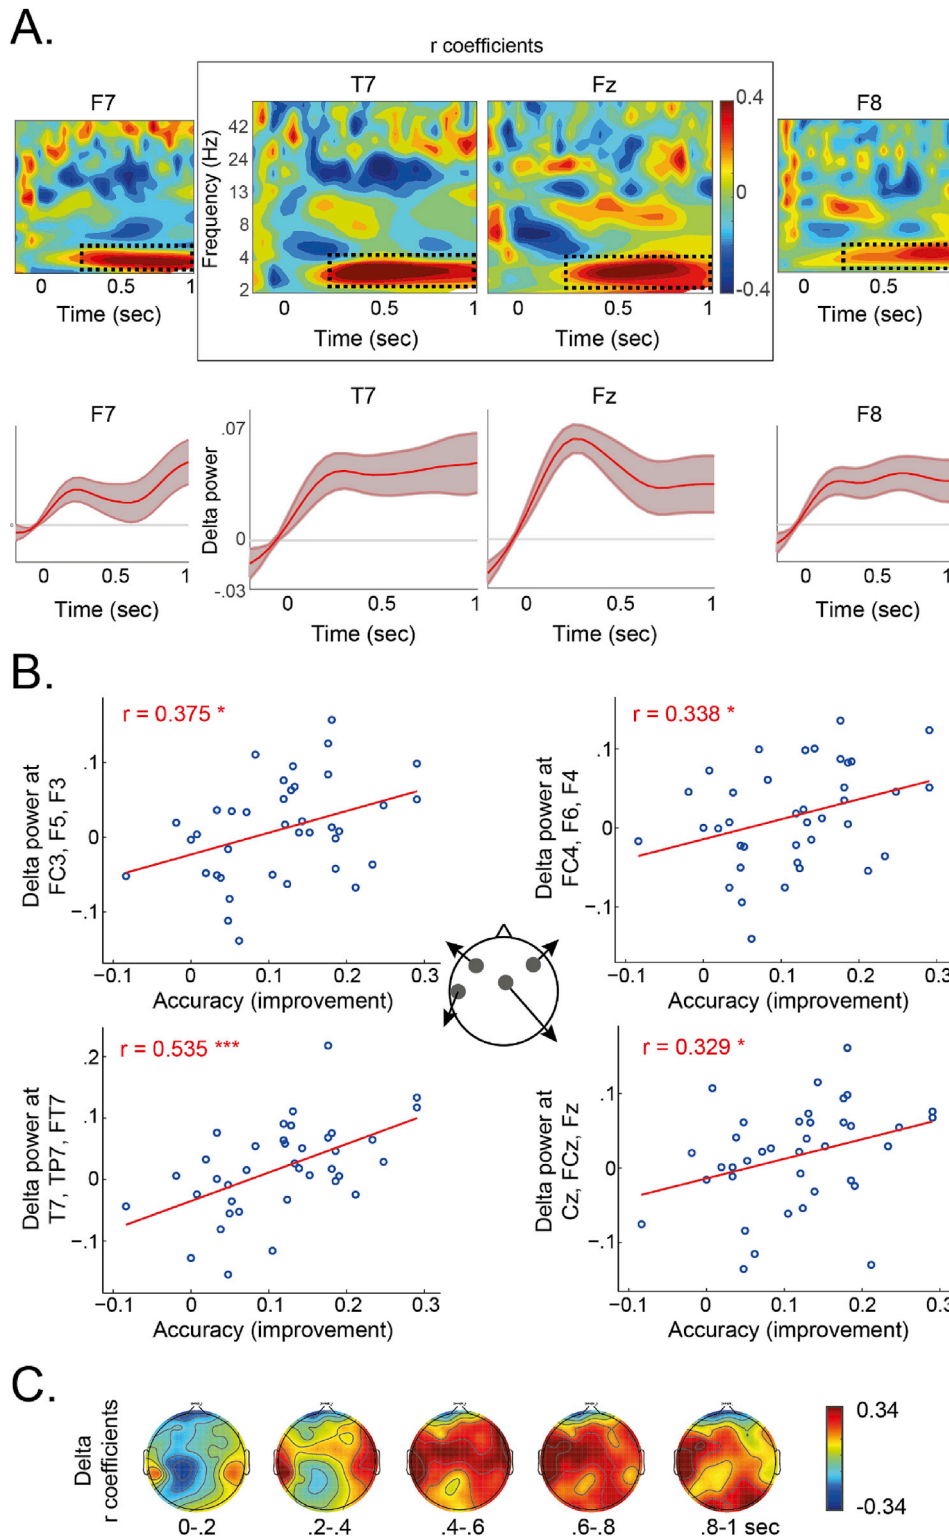 A.
r coefficients
F7
T7
Fz
F8
Frequency (Hz)
42
24
13
8
4
2
0.4
0
-0.4
0 0.5 1
0 0.5 1
0 0.5 1
0 0.5
Time (sec)
Time (sec)
Time (sec)
Time (sec)
F7
T7
Fz
F8
Delta power
.07
0
-.03
0
0 0.5 1
0 0.5 1
0 0.5 1
0 0.5 1
Time (sec)
Time (sec)
Time (sec)
Time (sec)
B.
r = 0.375 *
Delta power at
FC3, F5, F3
.1
0
−.1
−0.1 0 0.1 0.2 0.3
Accuracy (improvement)
r = 0.338 *
Delta power at
FC4, F6, F4
.1
0
−.1
−0.1 0 0.1 0.2 0.3
Accuracy (improvement)
r = 0.535 ***
Delta power at
T7, TP7, FT7
.2
.1
0
−.1
−0.1 0 0.1 0.2 0.3
Accuracy (improvement)
r = 0.329 *
Delta power at
Cz, FCz, Fz
.1
0
−.1
−0.1 0 0.1 0.2 0.3
Accuracy (improvement)
C.
Delta
r coefficients
0-.2 .2-.4 .4-.6 .6-.8 .8-1 sec
0.34
-0.34